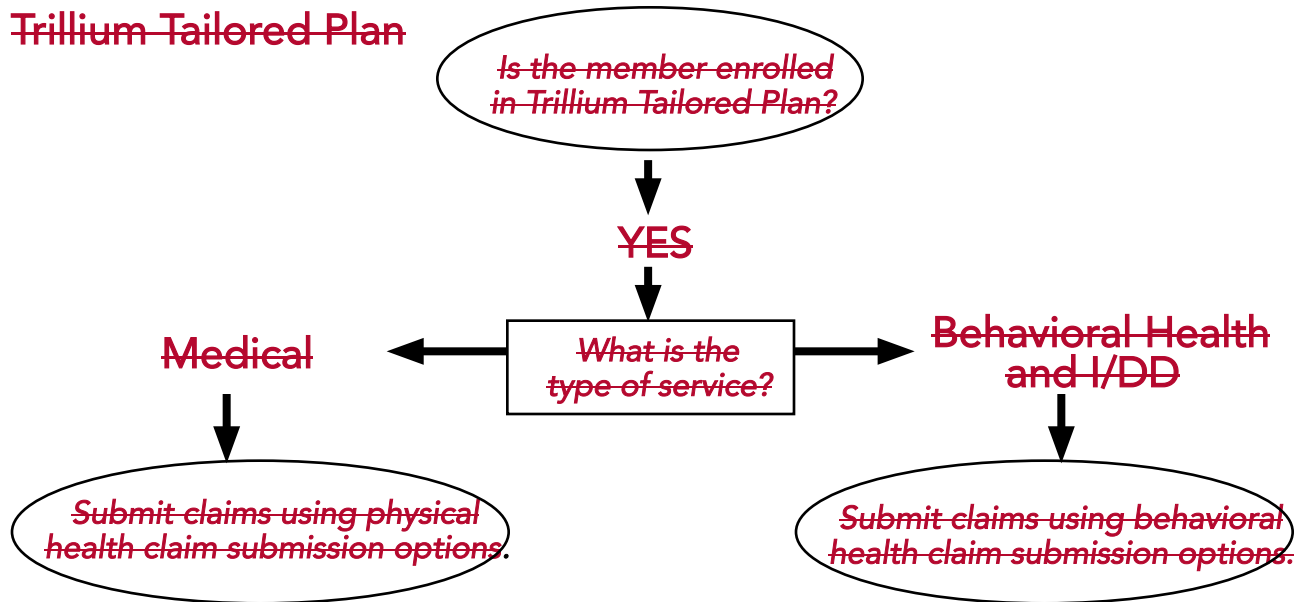 Trillium Tailored Plan
Is the member enrolled
in Trillium Tailored Plan?
YES
What is the
type of service?
Medical
Behavioral Health
and I/DD
Submit claims using physical
health claim submission options.
Submit claims using behavioral
health claim submission options.